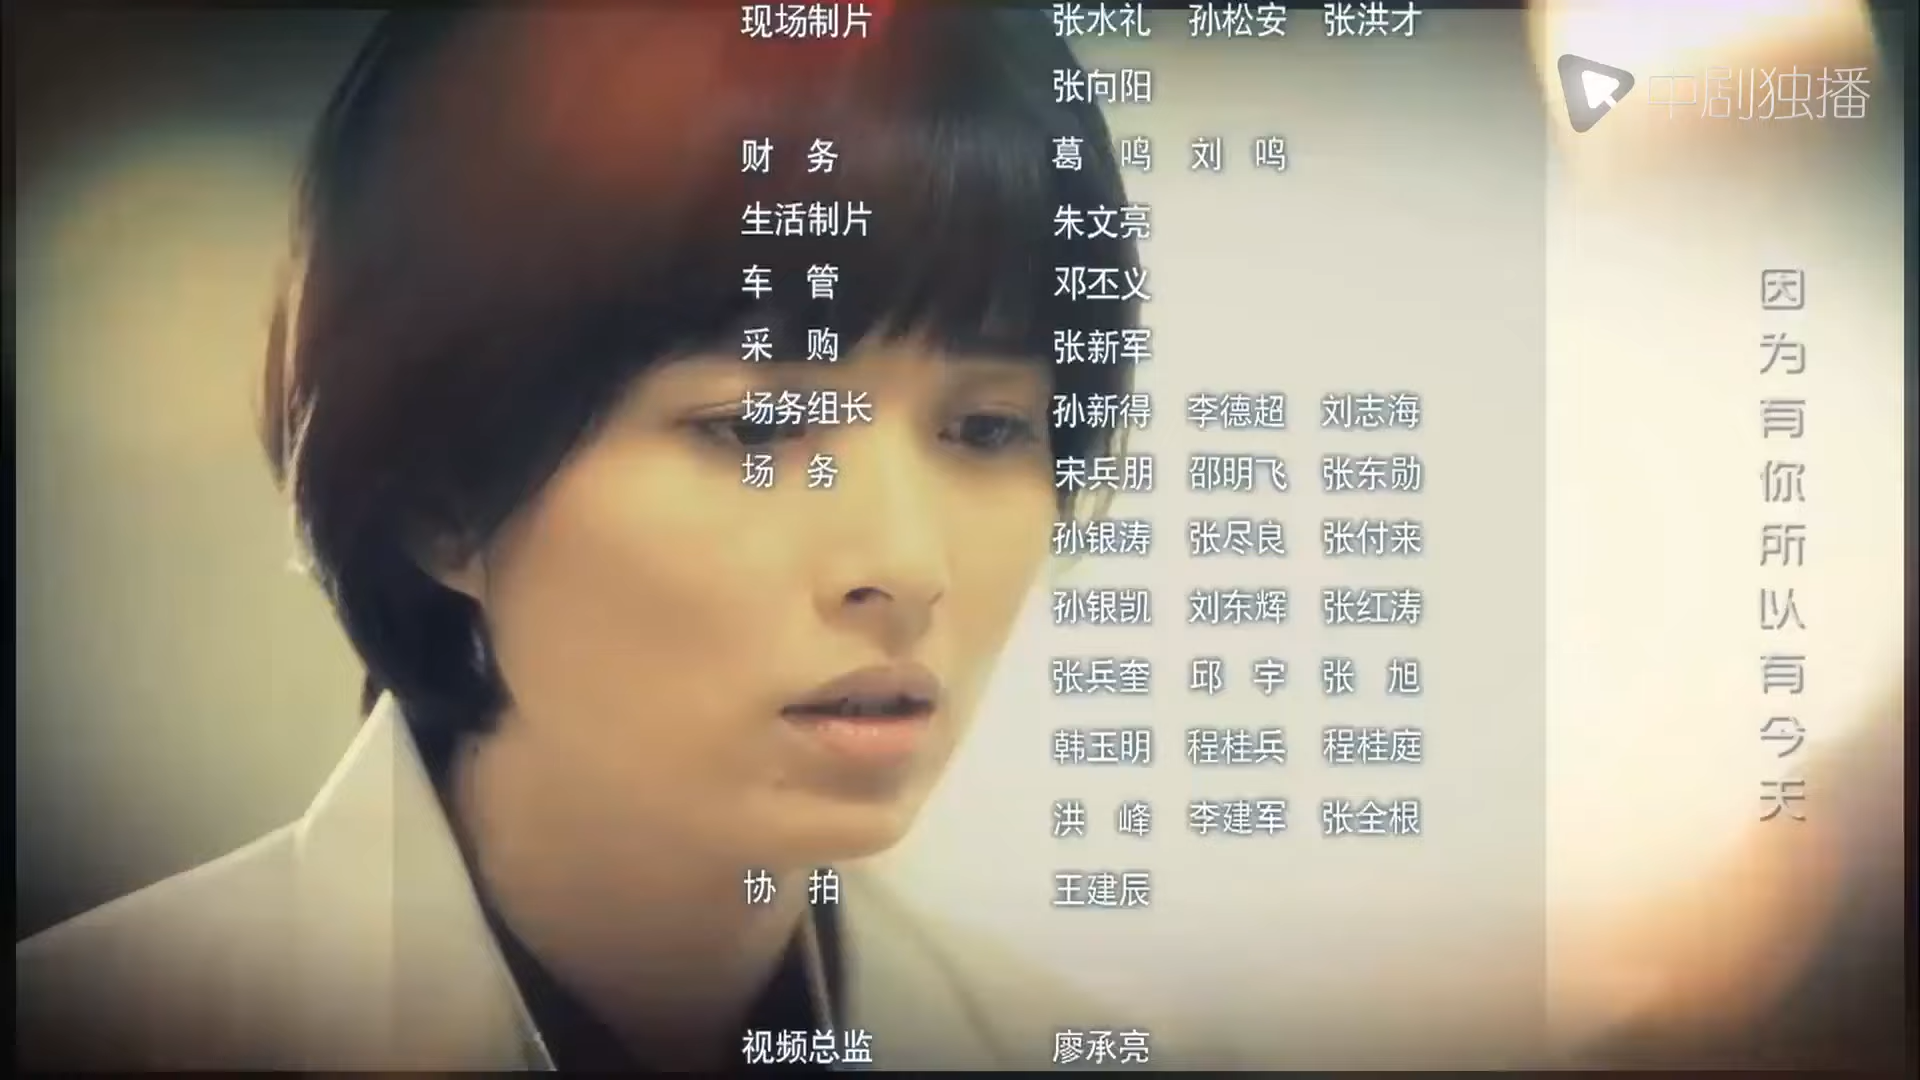 现场制片 张水礼 孙松安 张洪才
张向阳
财 务 葛 鸣 刘 鸣
生活制片 朱文亮
车 管 邓丕义
采 购 张新军
场务组长 孙新得 李德超 刘志海
场 务 宋兵朋 邵明飞 张东勋
孙银涛 张尽良 张付来
孙银凯 刘东辉 张红涛
张兵奎 邱 宇 张 旭
韩玉明 程桂兵 程桂庭
洪 峰 李建军 张全根
协 拍 王建辰
视频总监 廖承亮
中剧独播
因为有你所以有今天